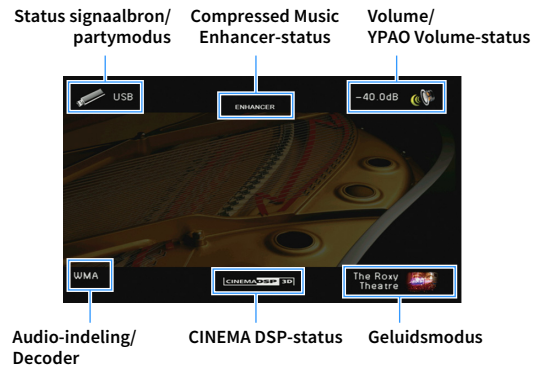 Status signaalbron/
partymodus
Compressed Music
Enhancer-status
Volume/
YPAO Volume-status
USB
ENHANCER
-40.0dB
WMA
CINEMA DSP 3D
The Roxy
Theatre
Audio-indeling/
Decoder
CINEMA DSP-status
Geluidsmodus